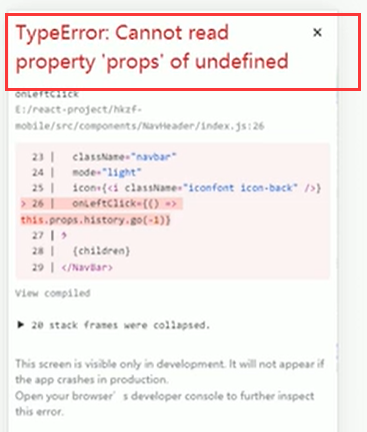 TypeError: Cannot read
property 'props' of undefined
×
onLeftClick
E:/react-project/hkzf-
mobile/src/components/NavHeader/index.js:26
23 | className="navbar"
24 | mode="light"
25 | icon={<i className="iconfont icon-back" />}
> 26 | onLeftClick={() =>
this.props.history.go(-1)}
27 | >
28 | {children}
29 | </NavBar>
View compiled
▶ 20 stack frames were collapsed.
This screen is visible only in development. It will not appear if
the app crashes in production.
Open your browser's developer console to further inspect
this error.